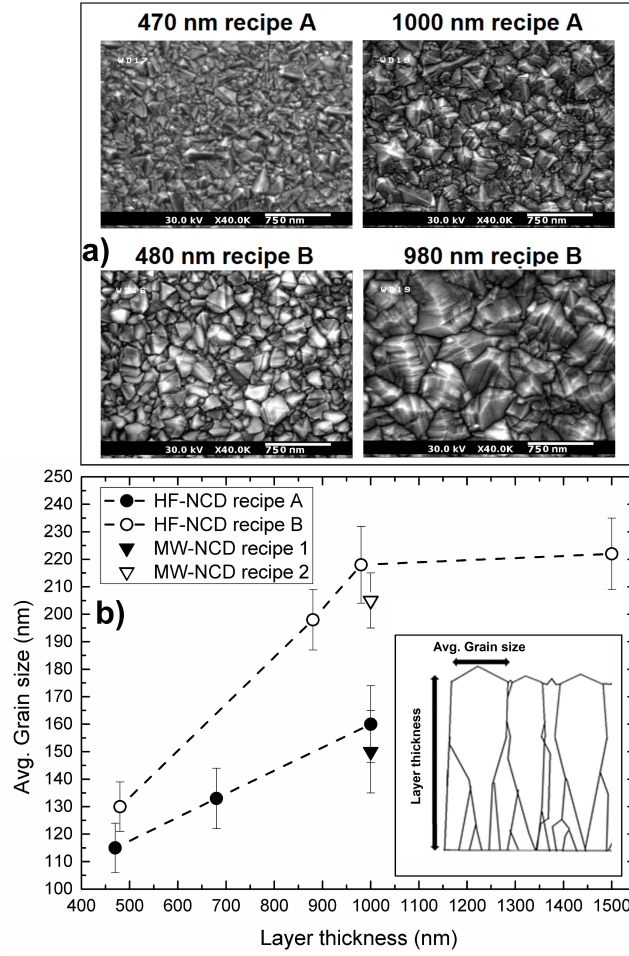 470 nm recipe A
1000 nm recipe A
WD17
WD18
30.0 kV X40.0K 750 nm
30.0 kV X40.0K 750 nm
a)
480 nm recipe B
980 nm recipe B
WD19
30.0 kV X40.0K 750 nm
30.0 kV X40.0K 750 nm
250
240
230
220
210
200
190
180
170
160
150
140
130
120
110
100
Avg. Grain size (nm)
HF-NCD recipe A
HF-NCD recipe B
MW-NCD recipe 1
MW-NCD recipe 2
b)
Avg. Grain size
Layer thickness
400 500 600 700 800 900 1000 1100 1200 1300 1400 1500
Layer thickness (nm)